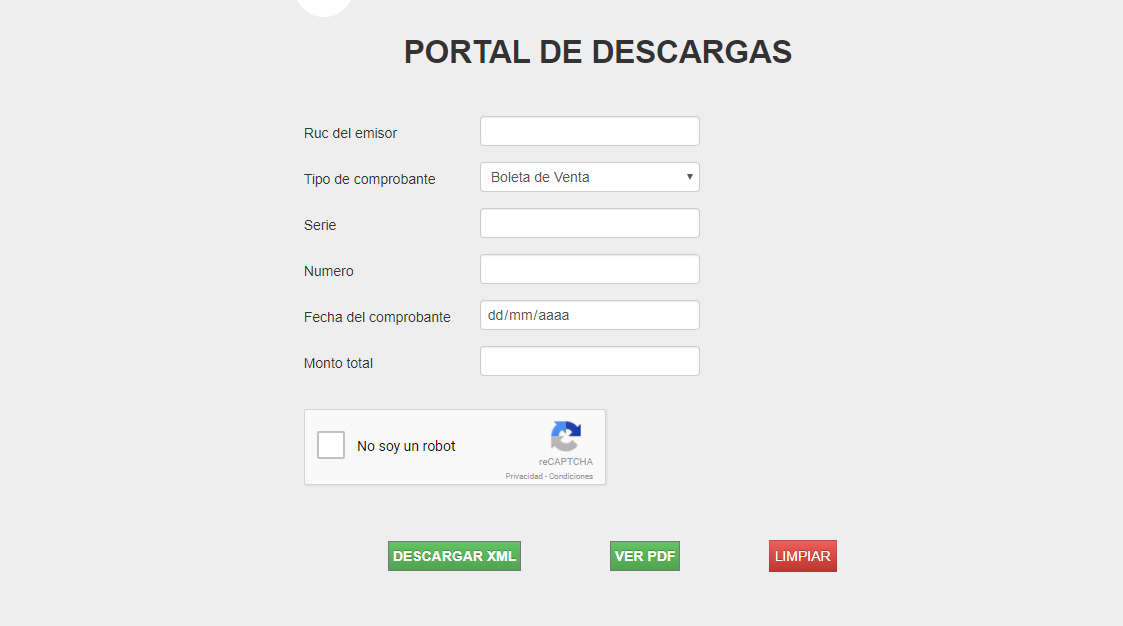 PORTAL DE DESCARGAS
Ruc del emisor
Tipo de comprobante Boleta de Venta
Serie
Numero
Fecha del comprobante dd/mm/aaaa
Monto total
No soy un robot
reCAPTCHA
Privacidad - Condiciones
DESCARGAR XML VER PDF LIMPIAR